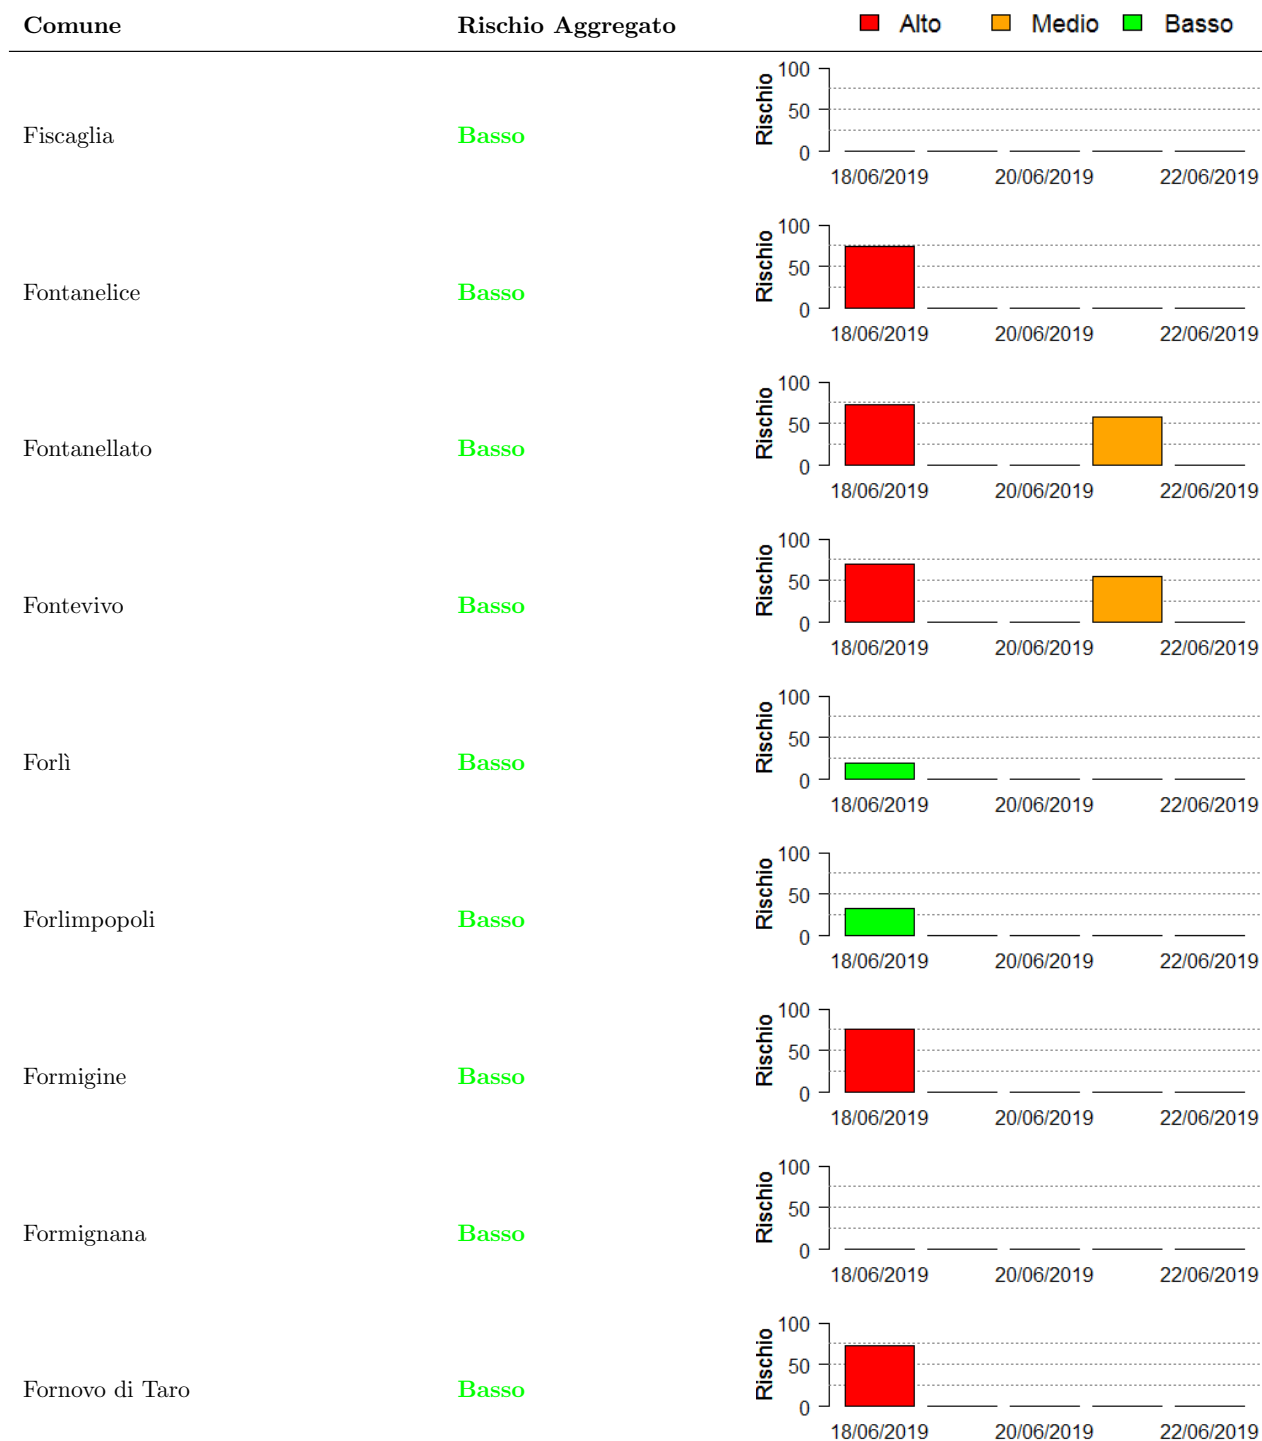 Comune Rischio Aggregato Alto Medio Basso
100
50
0
Rischio
Fiscaglia Basso
18/06/2019 20/06/2019 22/06/2019
100
50
0
Rischio
Fontanelice Basso
18/06/2019 20/06/2019 22/06/2019
100
50
0
Rischio
Fontanellato Basso
18/06/2019 20/06/2019 22/06/2019
100
50
0
Rischio
Fontevivo Basso
18/06/2019 20/06/2019 22/06/2019
100
50
0
Rischio
Forlì Basso
18/06/2019 20/06/2019 22/06/2019
100
50
0
Rischio
Forlimpopoli Basso
18/06/2019 20/06/2019 22/06/2019
100
50
0
Rischio
Formigine Basso
18/06/2019 20/06/2019 22/06/2019
100
50
0
Rischio
Formignana Basso
18/06/2019 20/06/2019 22/06/2019
100
50
0
Rischio
Fornovo di Taro Basso
18/06/2019 20/06/2019 22/06/2019